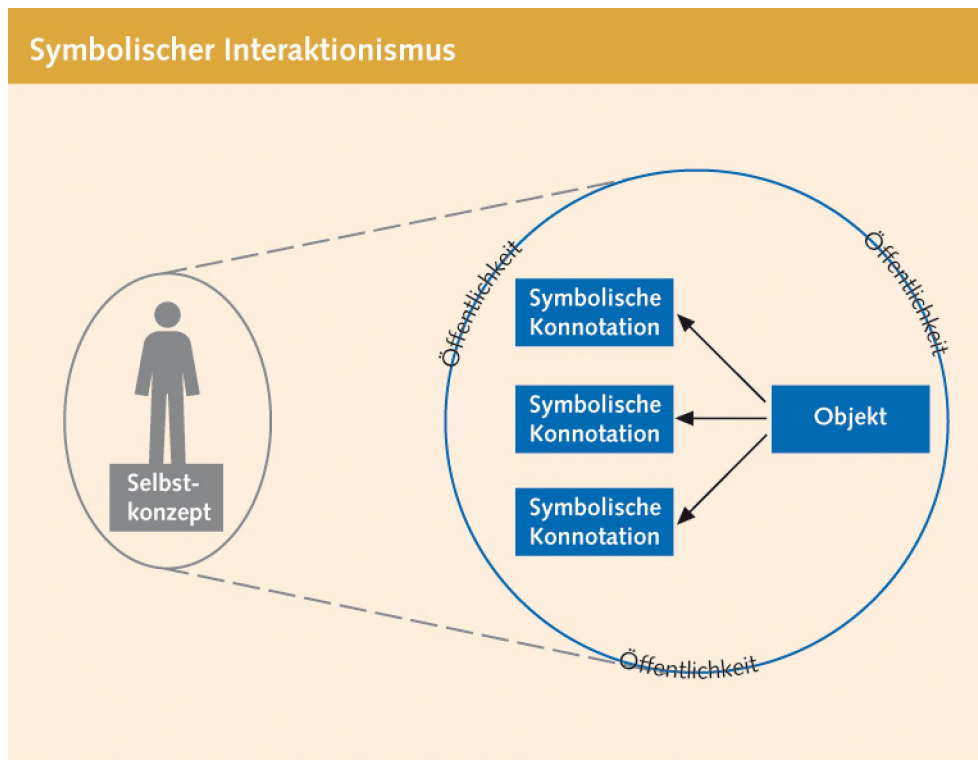 Symbolischer Interaktionismus
Öffentlichkeit
Öffentlichkeit
Symbolische
Konnotation
Symbolische
Konnotation
Objekt
Selbst-
konzept
Symbolische
Konnotation
Öffentlichkeit